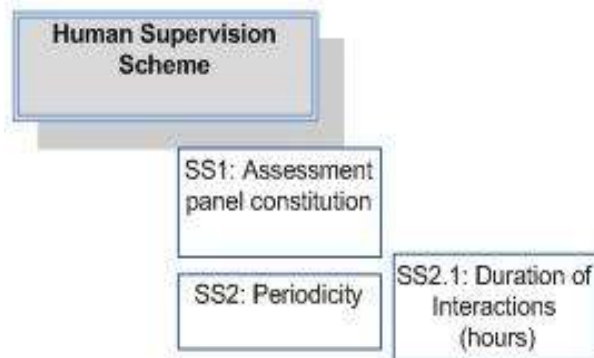 Human Supervision
Scheme
SS1: Assessment
panel constitution
SS2: Periodicity
SS2.1: Duration of
Interactions
(hours)